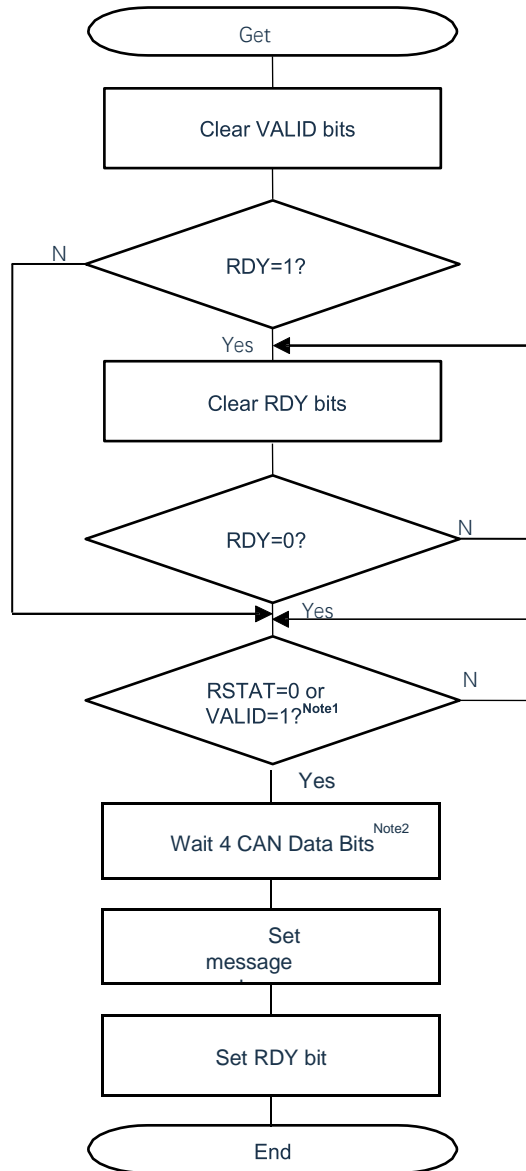 Get
Clear VALID bits
N
RDY=1?
Yes
Clear RDY bits
RDY=0?
N
Yes
RSTAT=0 or
VALID=1?Note1
N
Yes
Wait 4 CAN Data BitsNote2
Set
message
Set RDY bit
End